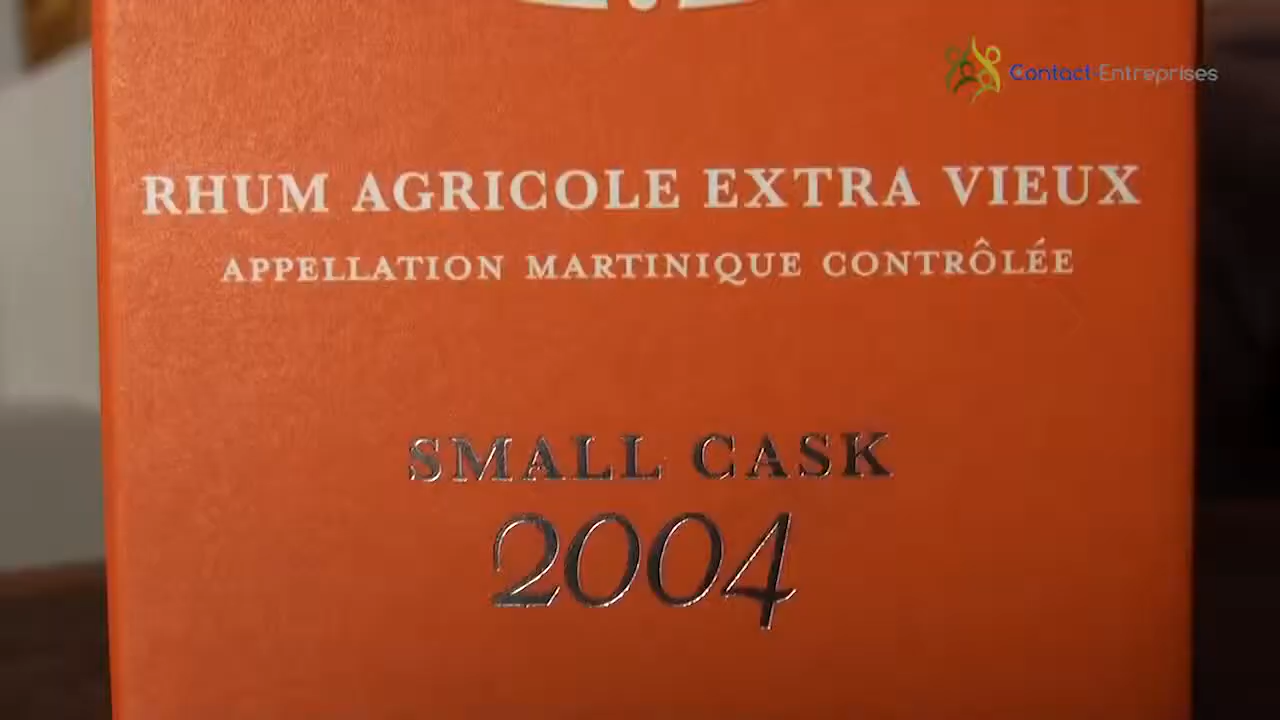 Contact-Entreprises
RHUM AGRICOLE EXTRA VIEUX
APPELLATION MARTINIQUE CONTRÔLÉE
SMALL CASK
2004